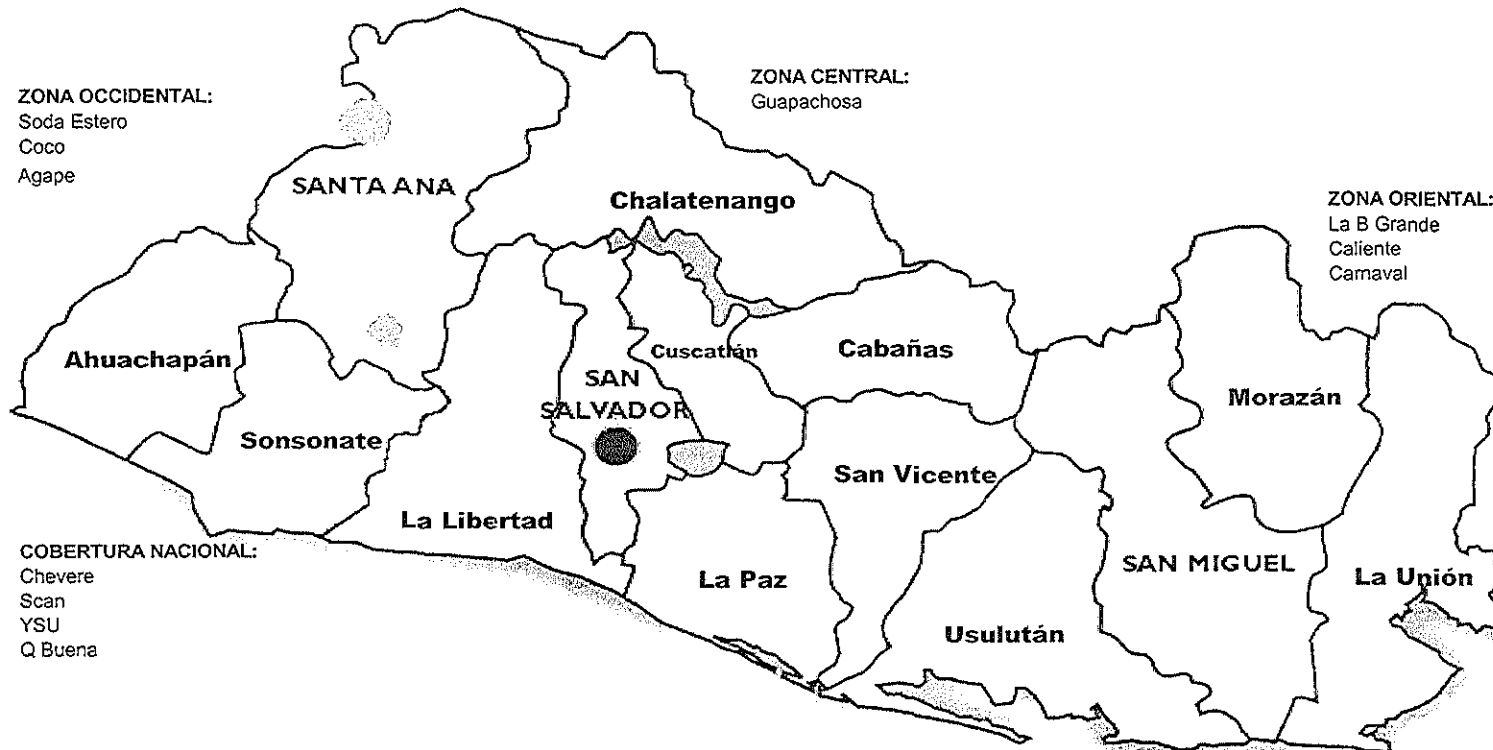 ZONA OCCIDENTAL:
Soda Estero
Coco
Agape
ZONA CENTRAL:
Guapachosa
ZONA ORIENTAL:
La B Grande
Caliente
Carnaval
SANTA ANA
Chalatenango
Ahuachapán
Sonsonate
Cuscatlán
Cabañas
SAN
SALVADOR
Morazán
San Vicente
La Libertad
La Paz
SAN MIGUEL
La Unión
Usulután
COBERTURA NACIONAL:
Chevere
Scan
YSU
Q Buena